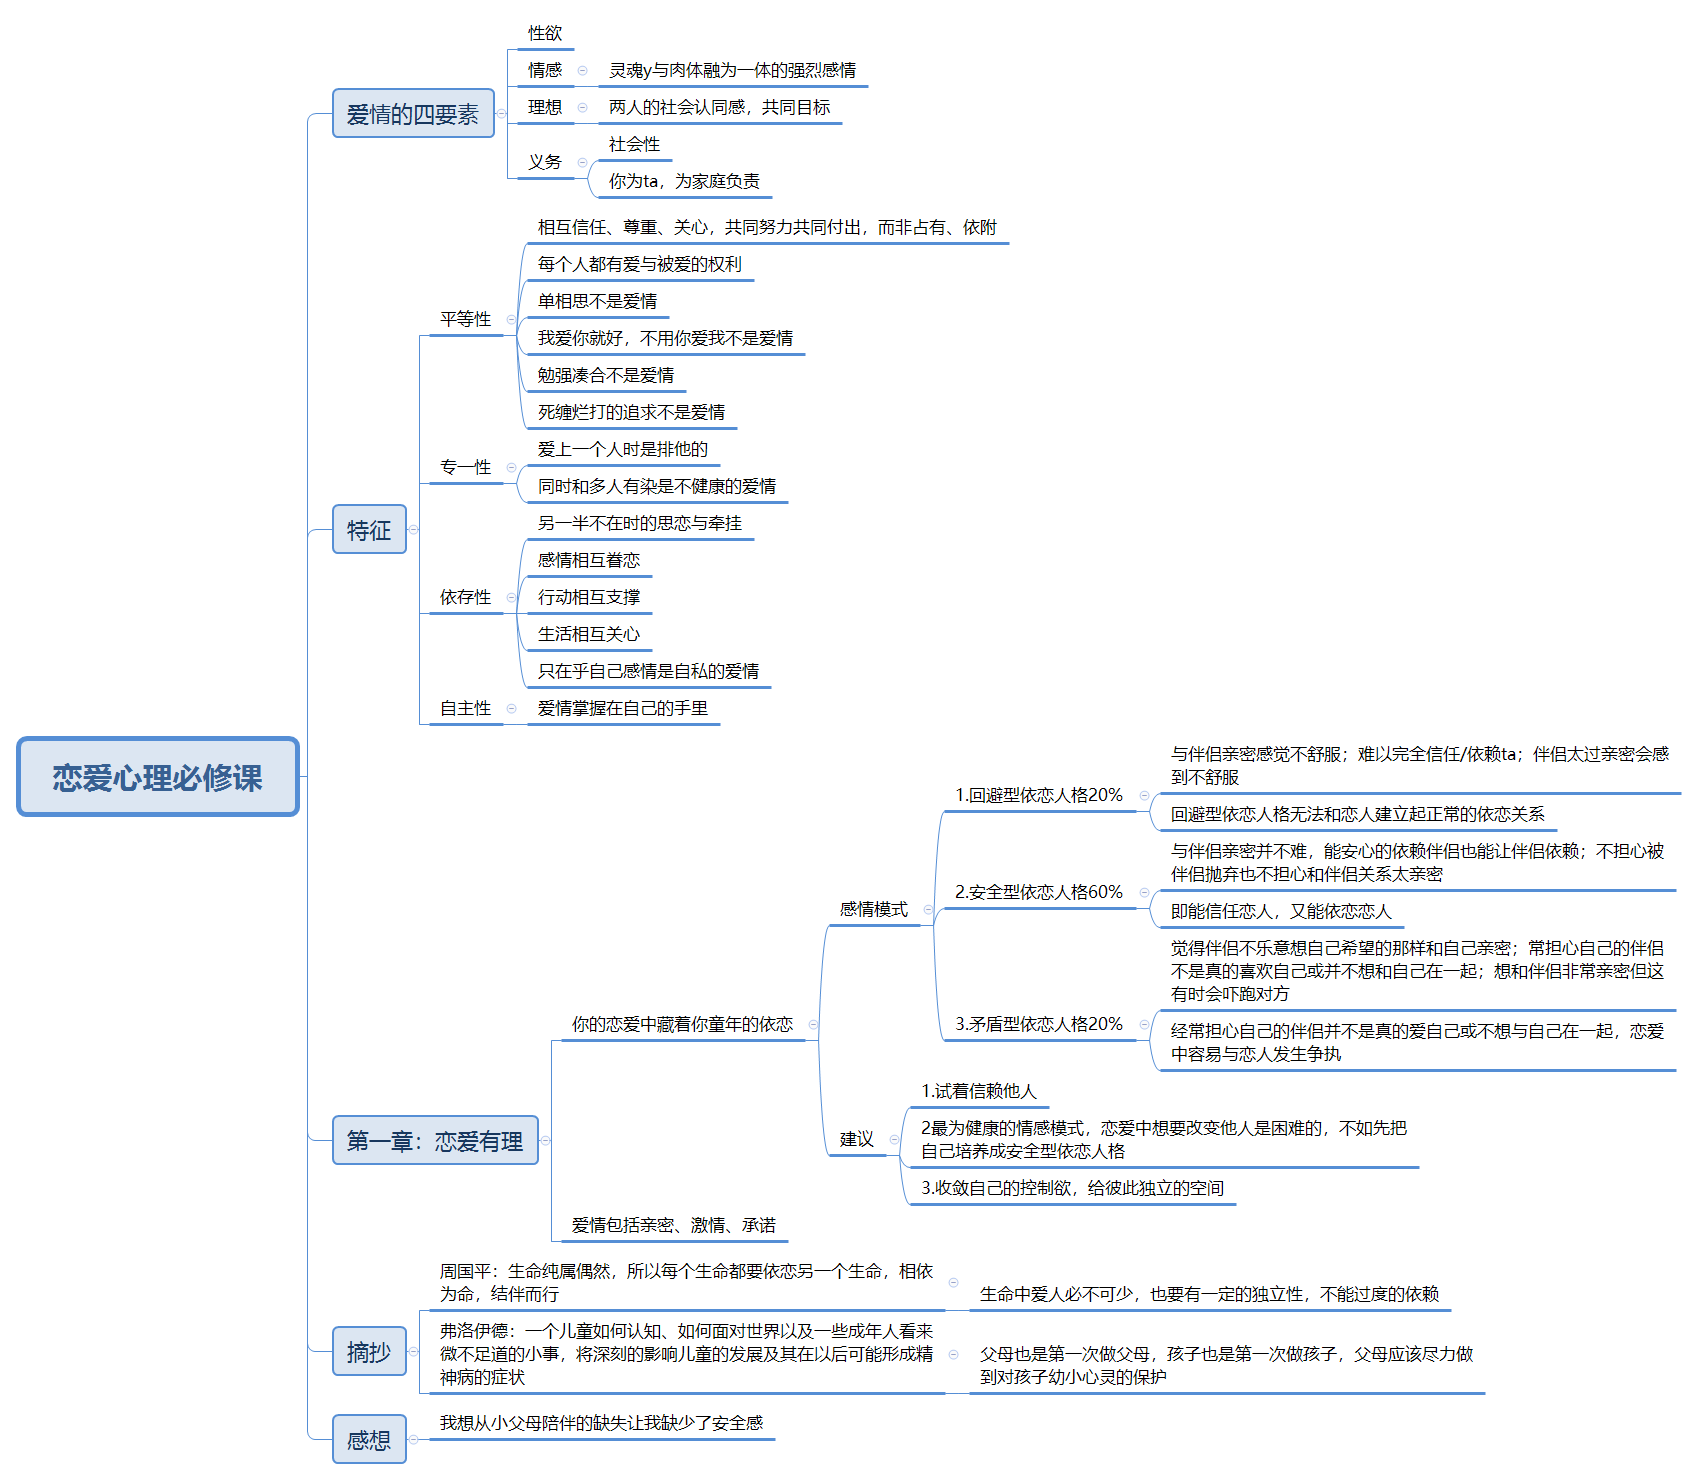 恋爱心理必修课
爱情的四要素
性欲
情感
灵魂y与肉体融为一体的强烈感情
理想
两人的社会认同感，共同目标
义务
社会性
你为ta，为家庭负责
特征
平等性
相互信任、尊重、关心，共同努力共同付出，而非占有、依附
每个人都有爱与被爱的权利
单相思不是爱情
我爱你就好，不用你爱我不是爱情
勉强凑合不是爱情
死缠烂打的追求不是爱情
专一性
爱上一个人时是排他的
同时和多人有染是不健康的爱情
依存性
另一半不在时的思恋与牵挂
感情相互眷恋
行动相互支撑
生活相互关心
只在乎自己感情是自私的爱情
自主性
爱情掌握在自己的手里
第一章：恋爱有理
你的恋爱中藏着你童年的依恋
感情模式
1.回避型依恋人格20%
与伴侣亲密感觉不舒服；难以完全信任/依赖ta；伴侣太过亲密会感
到不舒服
回避型依恋人格无法和恋人建立起正常的依恋关系
2.安全型依恋人格60%
与伴侣亲密并不难，能安心的依赖伴侣也能让伴侣依赖；不担心被
伴侣抛弃也不担心和伴侣关系太亲密
即能信任恋人，又能依恋恋人
3.矛盾型依恋人格20%
觉得伴侣不乐意想自己希望的那样和自己亲密；常担心自己的伴侣
不是真的喜欢自己或并不想和自己在一起；想和伴侣非常亲密但这
有时会吓跑对方
经常担心自己的伴侣并不是真的爱自己或不想与自己在一起，恋爱
中容易与恋人发生争执
建议
1.试着信赖他人
2最为健康的情感模式，恋爱中想要改变他人是困难的，不如先把
自己培养成安全型依恋人格
3.收敛自己的控制欲，给彼此独立的空间
爱情包括亲密、激情、承诺
摘抄
周国平：生命纯属偶然，所以每个生命都要依恋另一个生命，相依
为命，结伴而行
生命中爱人必不可少，也要有一定的独立性，不能过度的依赖
弗洛伊德：一个儿童如何认知、如何面对世界以及一些成年人看来
微不足道的小事，将深刻的影响儿童的发展及其在以后可能形成精
神病的症状
父母也是第一次做父母，孩子也是第一次做孩子，父母应该尽力做
到对孩子幼小心灵的保护
感想
我想从小父母陪伴的缺失让我缺少了安全感